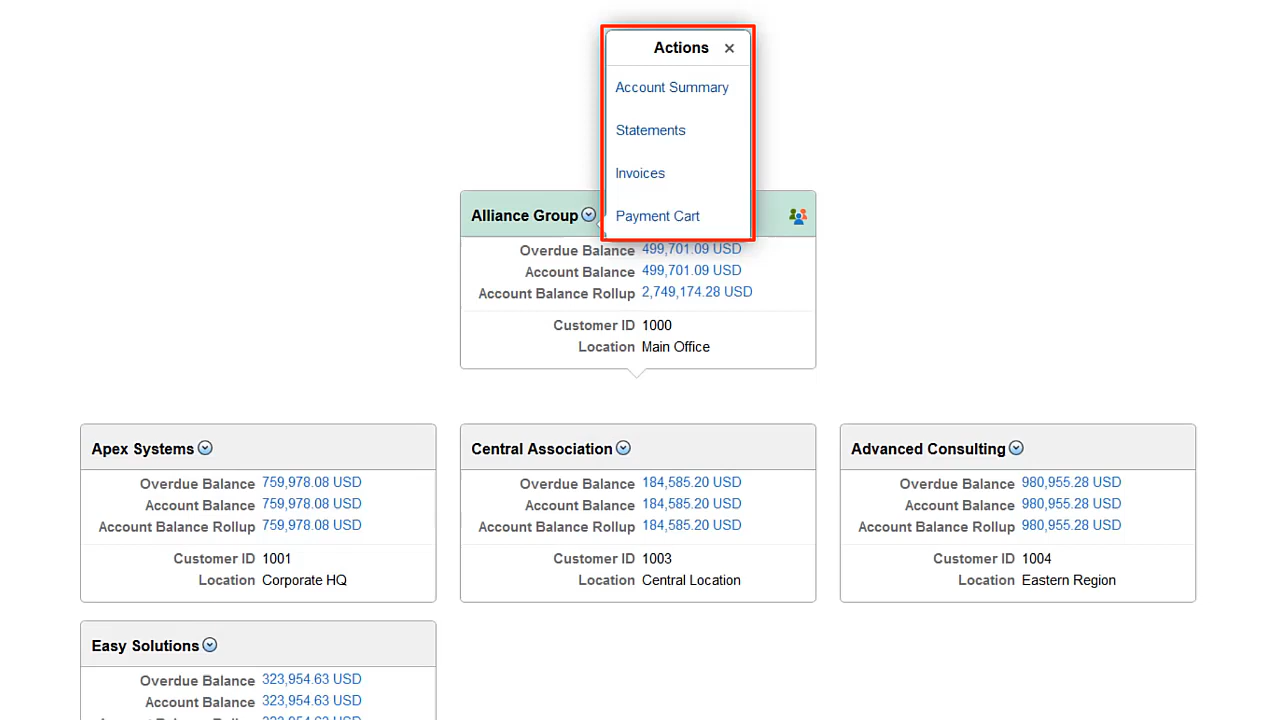 Actions ×
Account Summary
Statements
Invoices
Payment Cart
Alliance Group
Overdue Balance 499,701.09 USD
Account Balance 499,701.09 USD
Account Balance Rollup 2,749,174.28 USD
Customer ID 1000
Location Main Office
Apex Systems
Overdue Balance 759,978.08 USD
Account Balance 759,978.08 USD
Account Balance Rollup 759,978.08 USD
Customer ID 1001
Location Corporate HQ
Central Association
Overdue Balance 184,585.20 USD
Account Balance 184,585.20 USD
Account Balance Rollup 184,585.20 USD
Customer ID 1003
Location Central Location
Advanced Consulting
Overdue Balance 980,955.28 USD
Account Balance 980,955.28 USD
Account Balance Rollup 980,955.28 USD
Customer ID 1004
Location Eastern Region
Easy Solutions
Overdue Balance 323,954.63 USD
Account Balance 323,954.63 USD